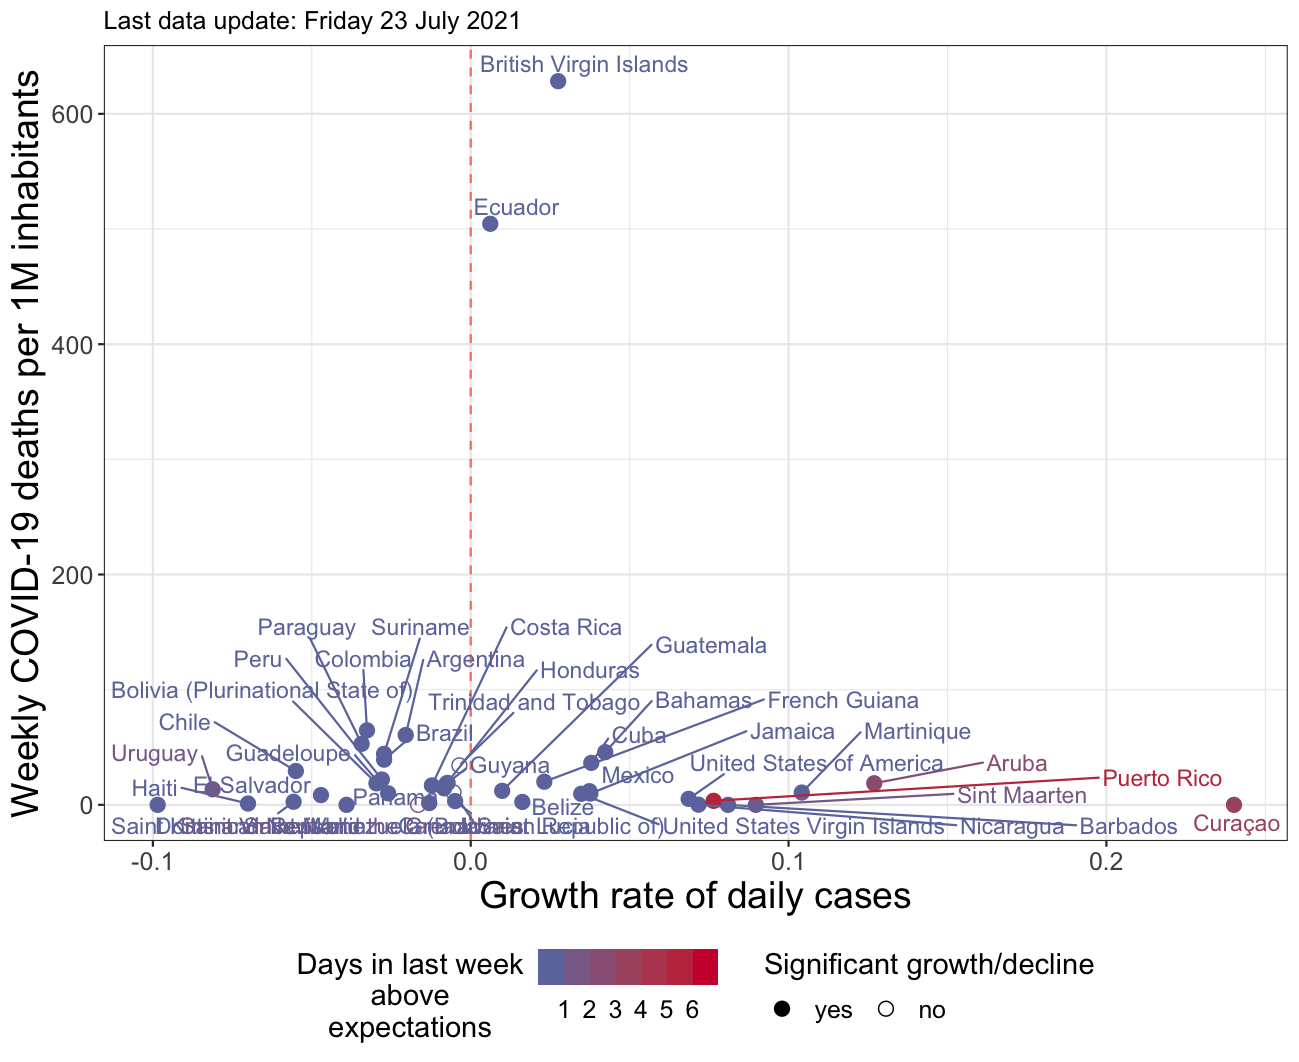 Last data update: Friday 23 July 2021
Weekly COVID-19 deaths per 1M inhabitants
600
400
200
0
British Virgin Islands
Ecuador
Paraguay
Suriname
Costa Rica
Guatemala
Peru
Colombia
Argentina
Honduras
Bolivia (Plurinational State of)
Trinidad and Tobago
Bahamas
French Guiana
Chile
Brazil
Cuba
Jamaica
Martinique
Uruguay
Guadeloupe
Guyana
Mexico
United States of America
Aruba
Haiti
El Salvador
Panama
Belize
Puerto Rico
Sint Maarten
Saint
Republic of)
United States Virgin Islands
Nicaragua
Barbados
Curaçao
-0.1
0.0
0.1
0.2
Growth rate of daily cases
Days in last week
above
expectations
1 2 3 4 5 6
Significant growth/decline
yes
no